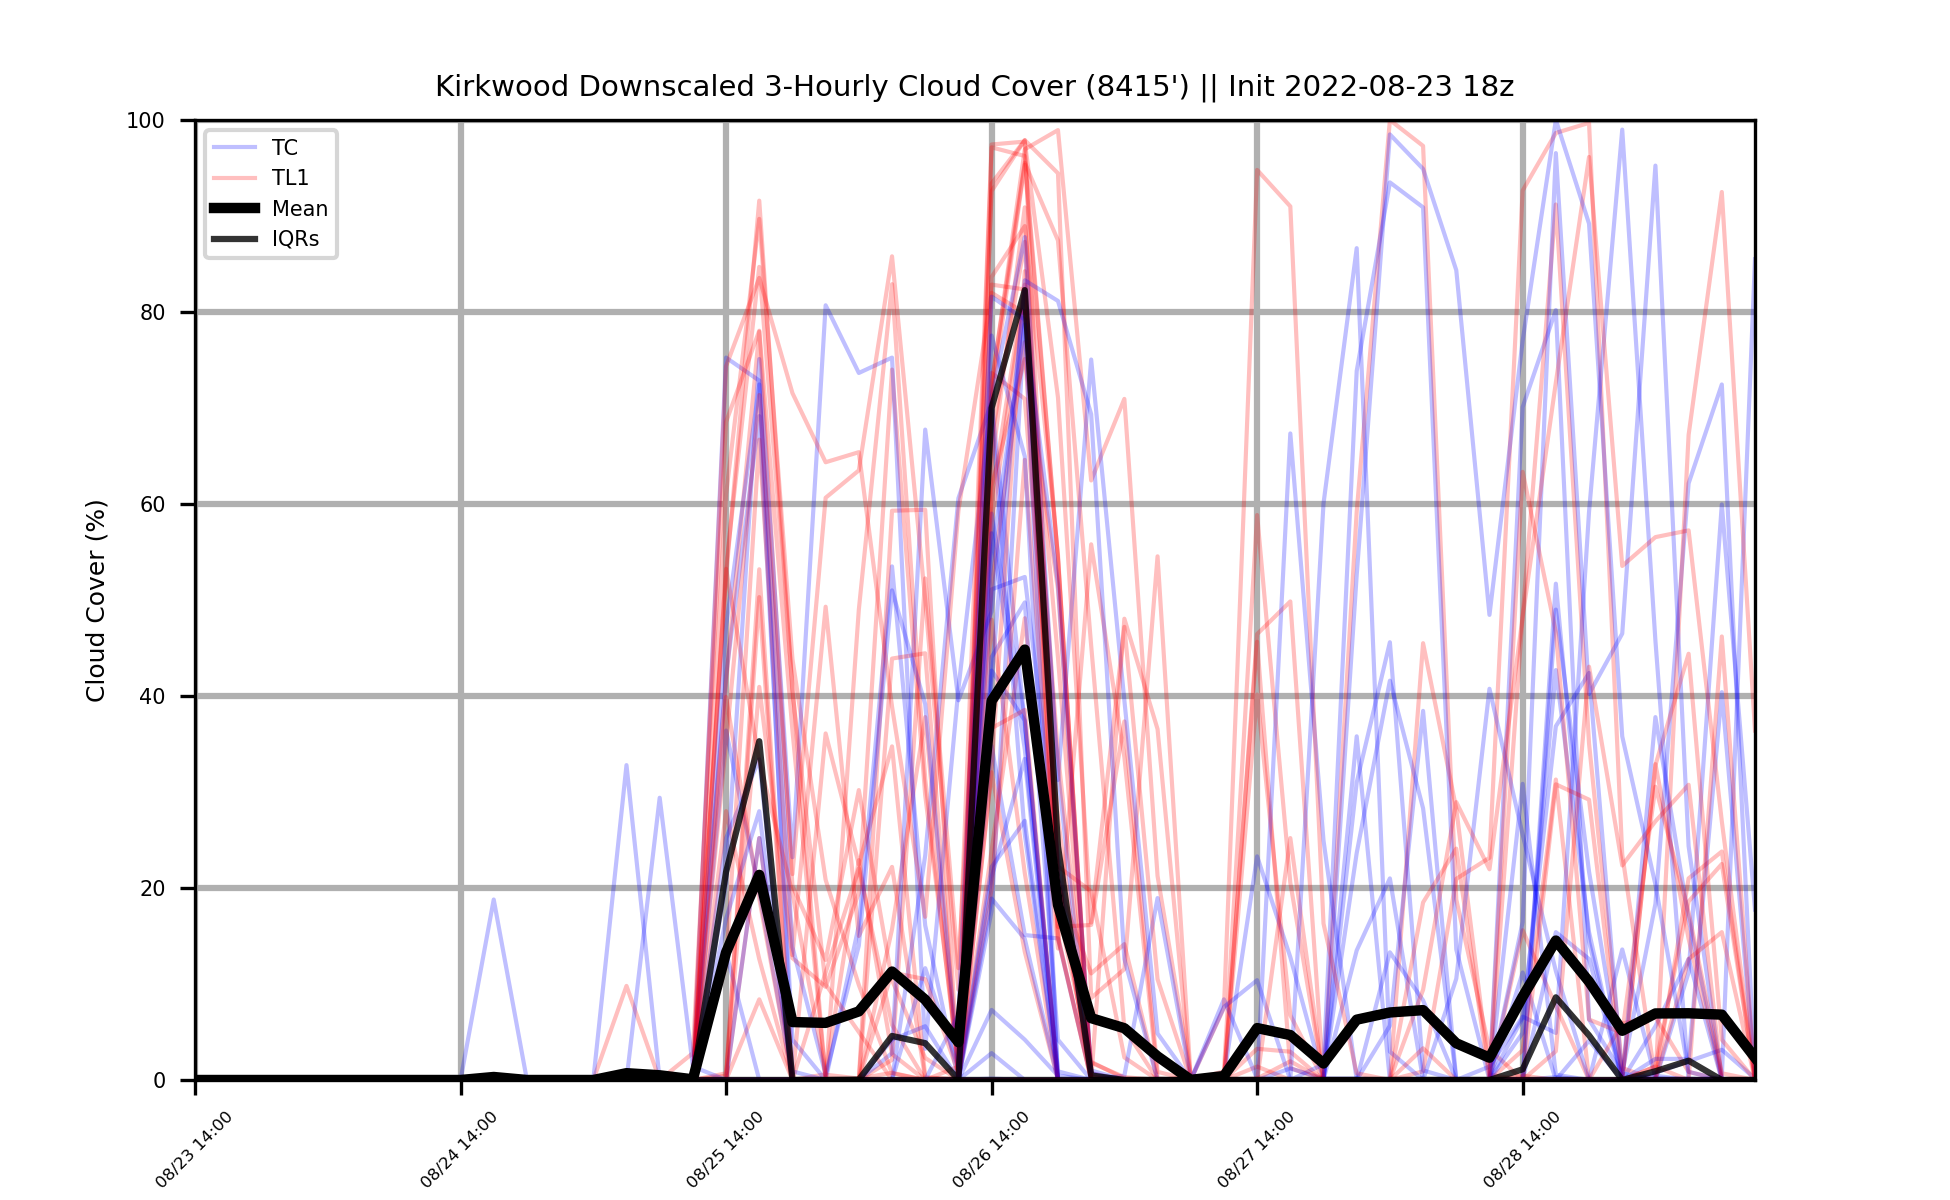 Kirkwood Downscaled 3-Hourly Cloud Cover (8415') || Init 2022-08-23 18z
100
80
60
40
20
0
Cloud Cover (%)
TC
TL1
Mean
IQRs
08/23 14:00
08/24 14:00
08/25 14:00
08/26 14:00
08/27 14:00
08/28 14:00